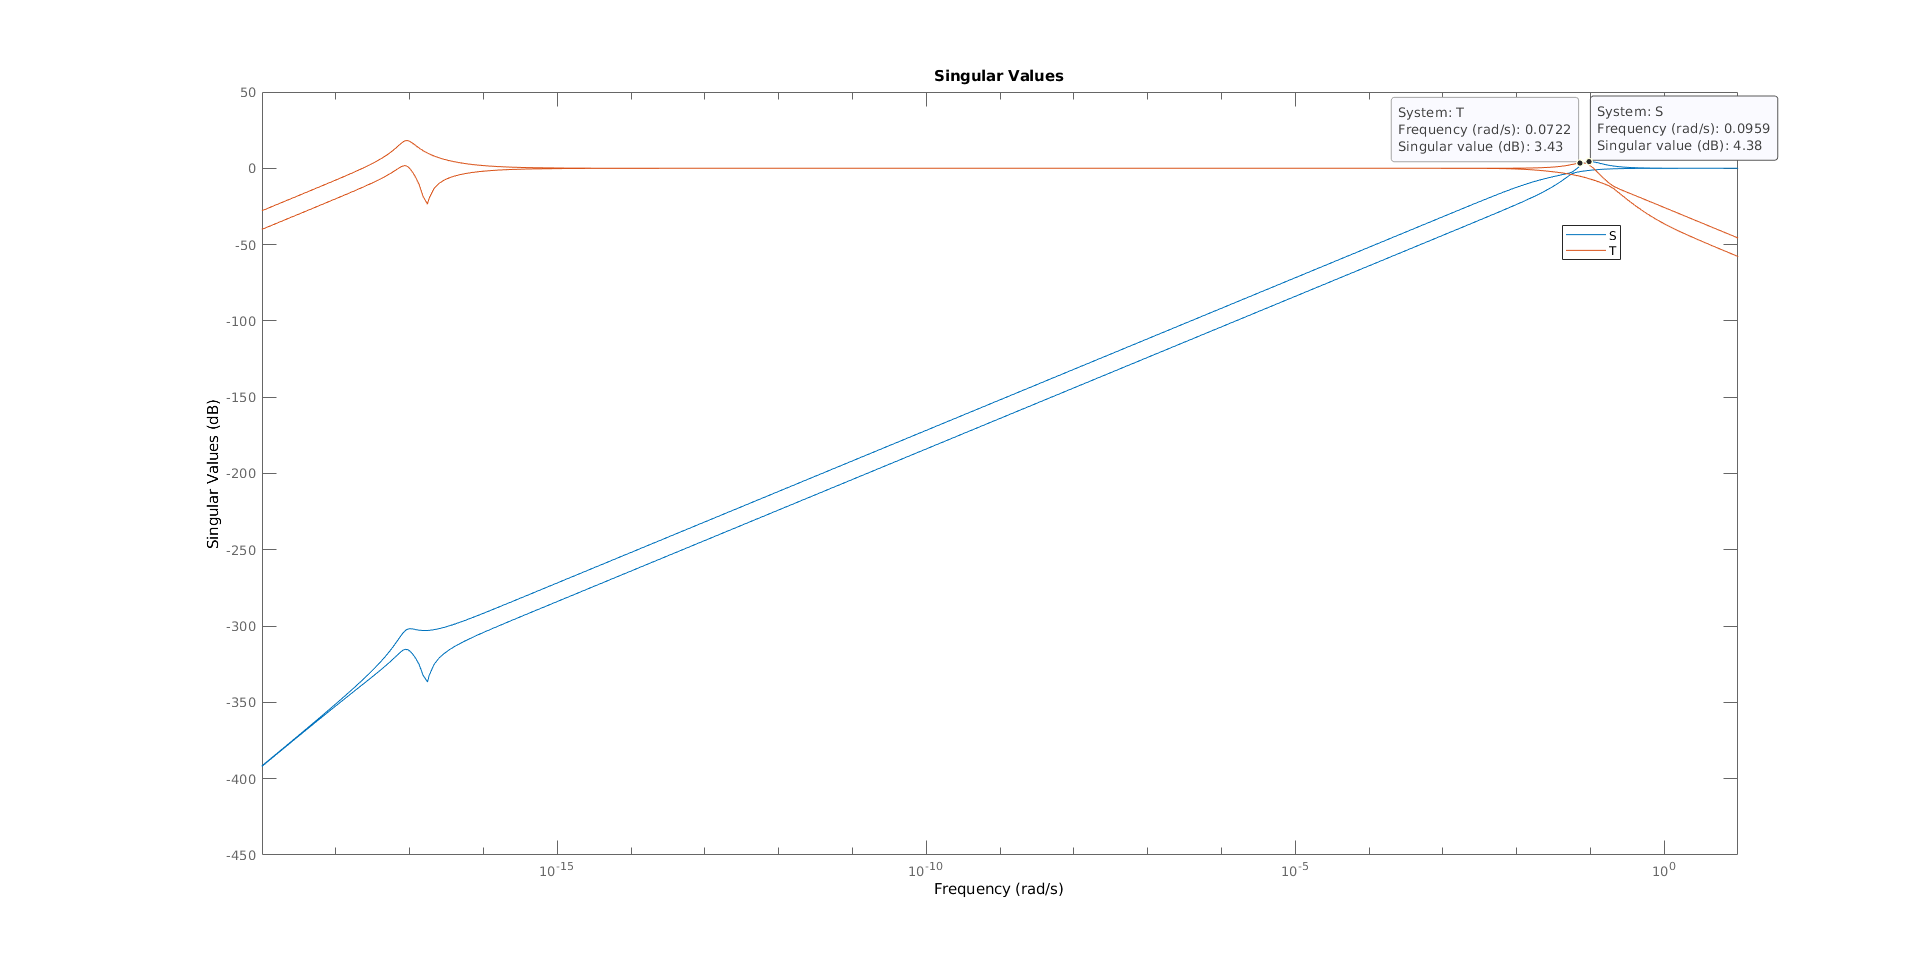 Singular Values
System: T
Frequency (rad/s): 0.0722
Singular value (dB): 3.43
System: S
Frequency (rad/s): 0.0959
Singular value (dB): 4.38
50
0
-50
-100
-150
-200
-250
-300
-350
-400
-450
Singular Values (dB)
S
T
10-15
10-10
10-5
100
Frequency (rad/s)